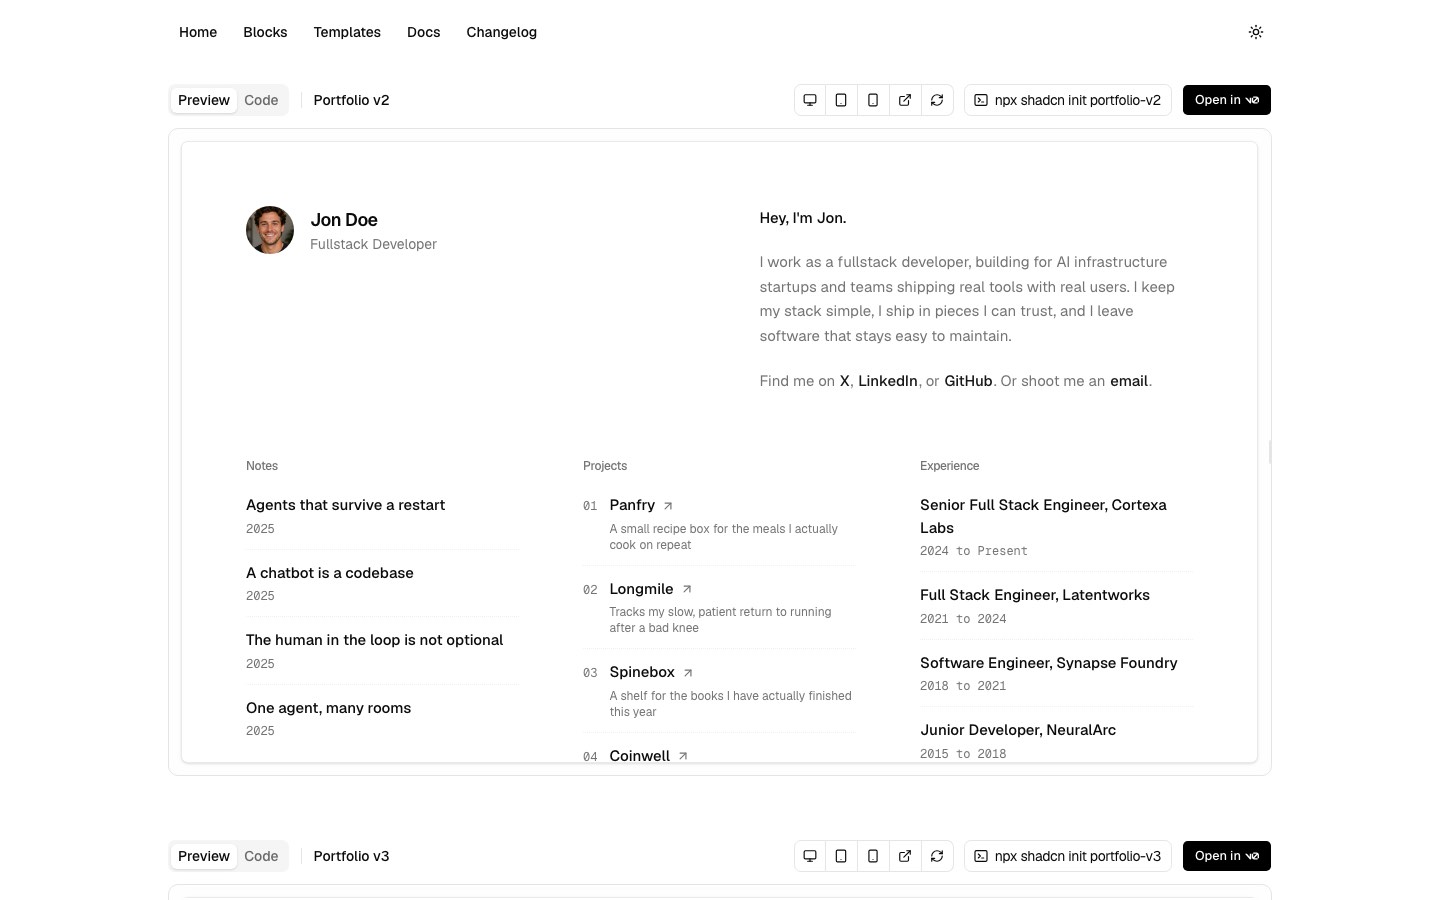 Home Blocks Templates Docs Changelog
Preview Code Portfolio v2 npx shadcn init portfolio-v2 Open in v0
Jon Doe
Fullstack Developer
Hey, I'm Jon.
I work as a fullstack developer, building for AI infrastructure
startups and teams shipping real tools with real users. I keep
my stack simple, I ship in pieces I can trust, and I leave
software that stays easy to maintain.
Find me on X, LinkedIn, or GitHub. Or shoot me an email.
Notes
Agents that survive a restart
2025
A chatbot is a codebase
2025
The human in the loop is not optional
2025
One agent, many rooms
2025
Projects
01 Panfry
A small recipe box for the meals I actually
cook on repeat
02 Longmile
Tracks my slow, patient return to running
after a bad knee
03 Spinebox
A shelf for the books I have actually finished
this year
04 Coinwell
Experience
Senior Full Stack Engineer, Cortexa
Labs
2024 to Present
Full Stack Engineer, Latentworks
2021 to 2024
Software Engineer, Synapse Foundry
2018 to 2021
Junior Developer, NeuralArc
2015 to 2018
Preview Code Portfolio v3 npx shadcn init portfolio-v3 Open in v0